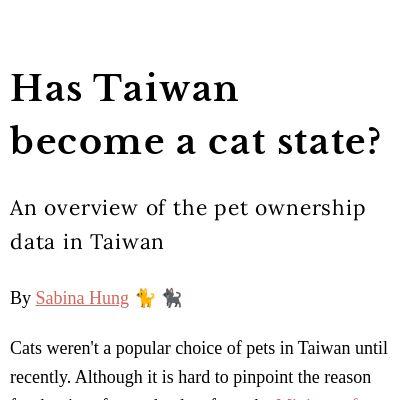 Has Taiwan
become a cat state?
An overview of the pet ownership
data in Taiwan
By Sabina Hung 🐈 🐈‍⬛
Cats weren't a popular choice of pets in Taiwan until
recently. Although it is hard to pinpoint the reason